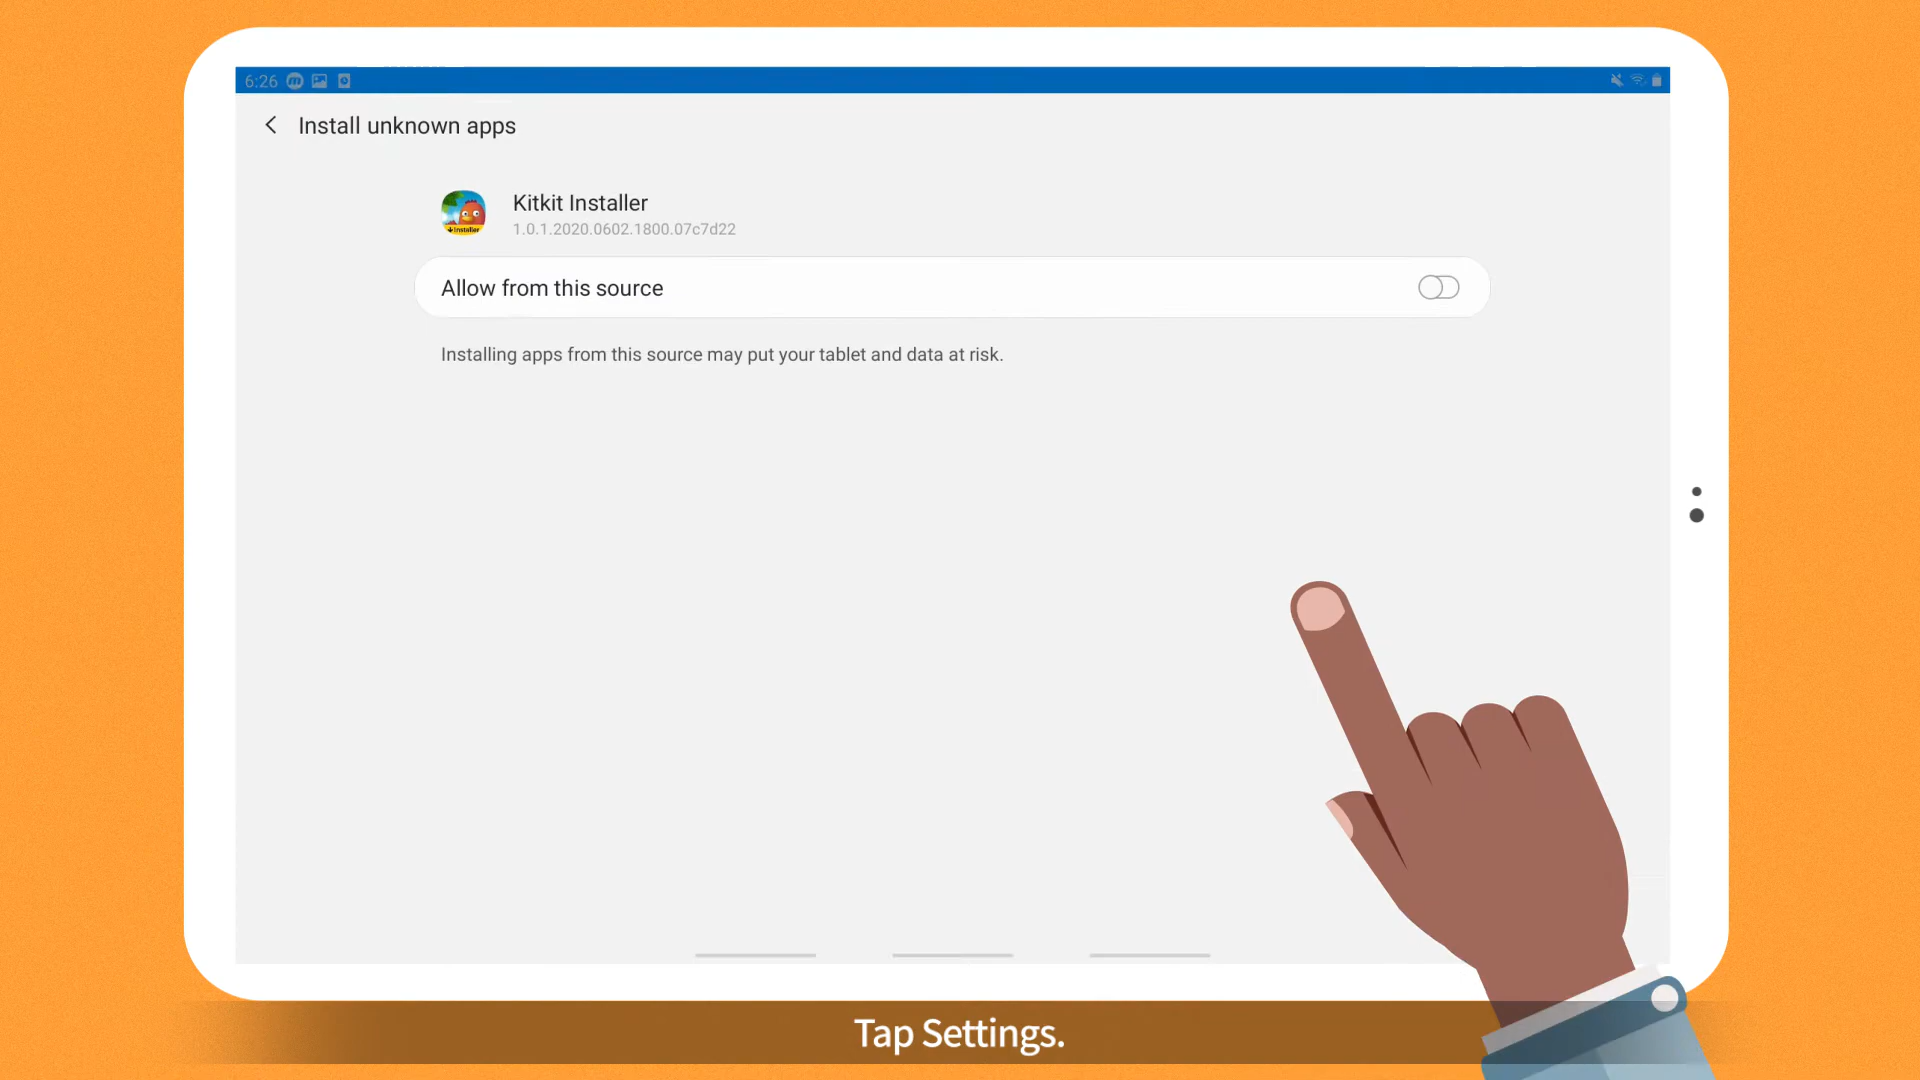 6:26
Install unknown apps
Kitkit Installer
Installer
1.0.1.2020.0602.1800.07c7d22
Allow from this source
Installing apps from this source may put your tablet and data at risk.
Tap Settings.